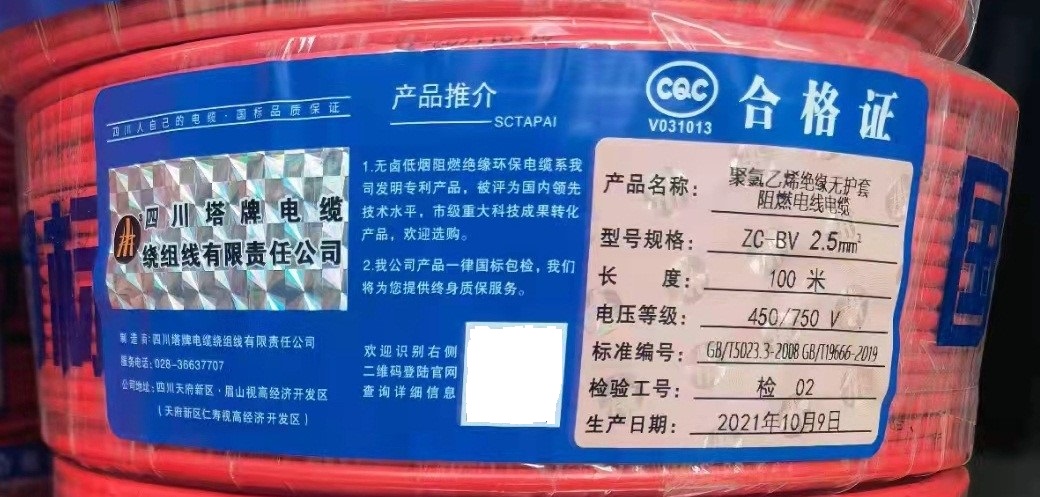 四川人自己的电缆·国标品质保证
四川塔牌电缆
绕组线有限责任公司
制造商:四川塔牌电缆绕组线有限责任公司
服务电话:028-36637707
公司地址:四川天府新区·眉山视高经济开发区
(天府新区仁寿视高经济开发区)
产品推介
SCTAPAI
1.无卤低烟阻燃绝缘环保电缆系我
司发明专利产品,被评为国内领先
技术水平,市级重大科技成果转化
产品,欢迎选购。
2.我公司产品一律国标包检,我们
将为您提供终身质保服务。
欢迎识别右侧
二维码登陆官网
查询详细信息
CQC
V031013
合格证
产品名称: 聚氯乙烯绝缘无护套
阻燃电线电缆
型号规格: ZC-BV 2.5mm²
长 度: 100 米
电压等级: 450/750 V
标准编号: GB/T5023.3-2008 GB/T19666-2019
检验工号: 检 02
生产日期: 2021年10月9日
国
标